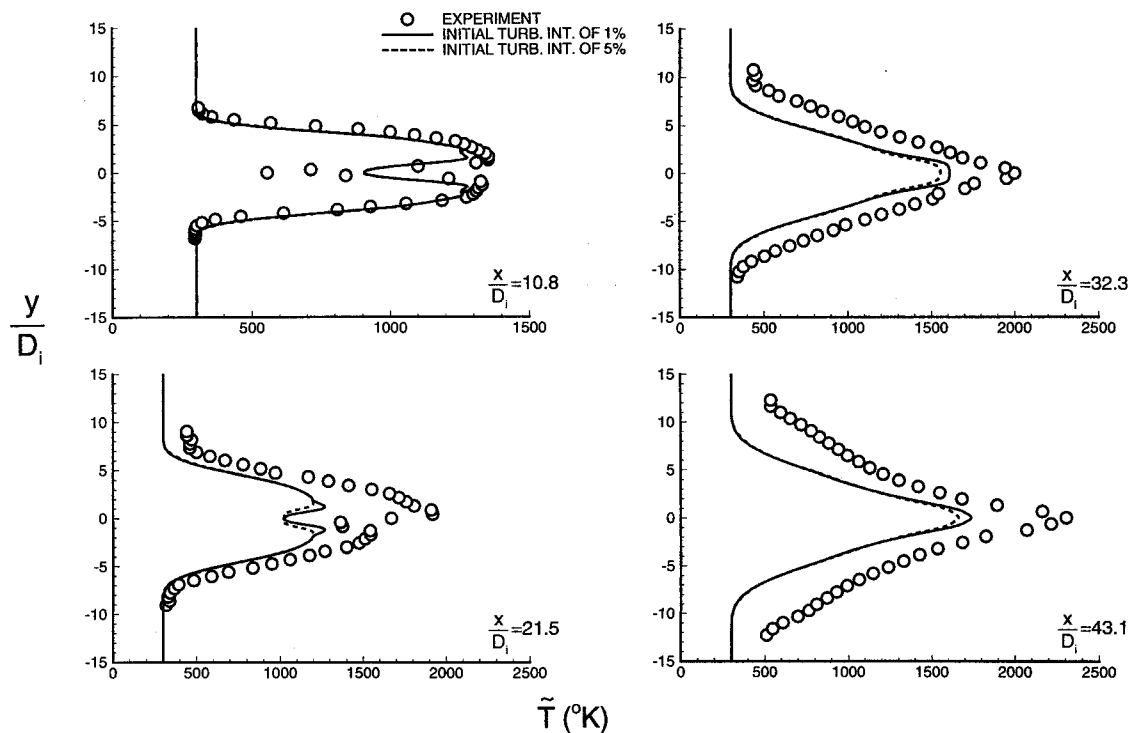 EXPERIMENT
INITIAL TURB. INT. OF 1%
INITIAL TURB. INT. OF 5%
15
10
5
0
-5
-10
-15
0 500 1000 1500
x/D_i=10.8
15
10
5
0
-5
-10
-15
0 500 1000 1500 2000 2500
x/D_i=32.3
y/D_i
15
10
5
0
-5
-10
-15
0 500 1000 1500 2000 2500
x/D_i=21.5
15
10
5
0
-5
-10
-15
0 500 1000 1500 2000 2500
x/D_i=43.1
T̃ (°K)